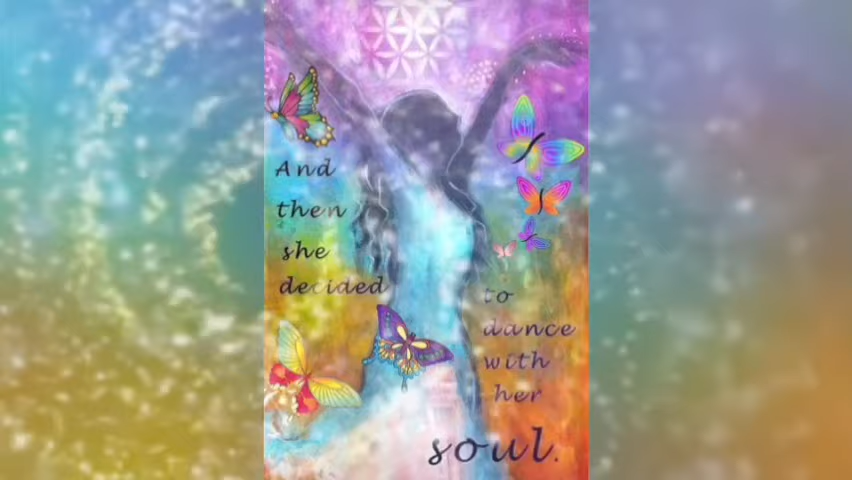 And
then
she
decided
to
dance
with
her
soul.